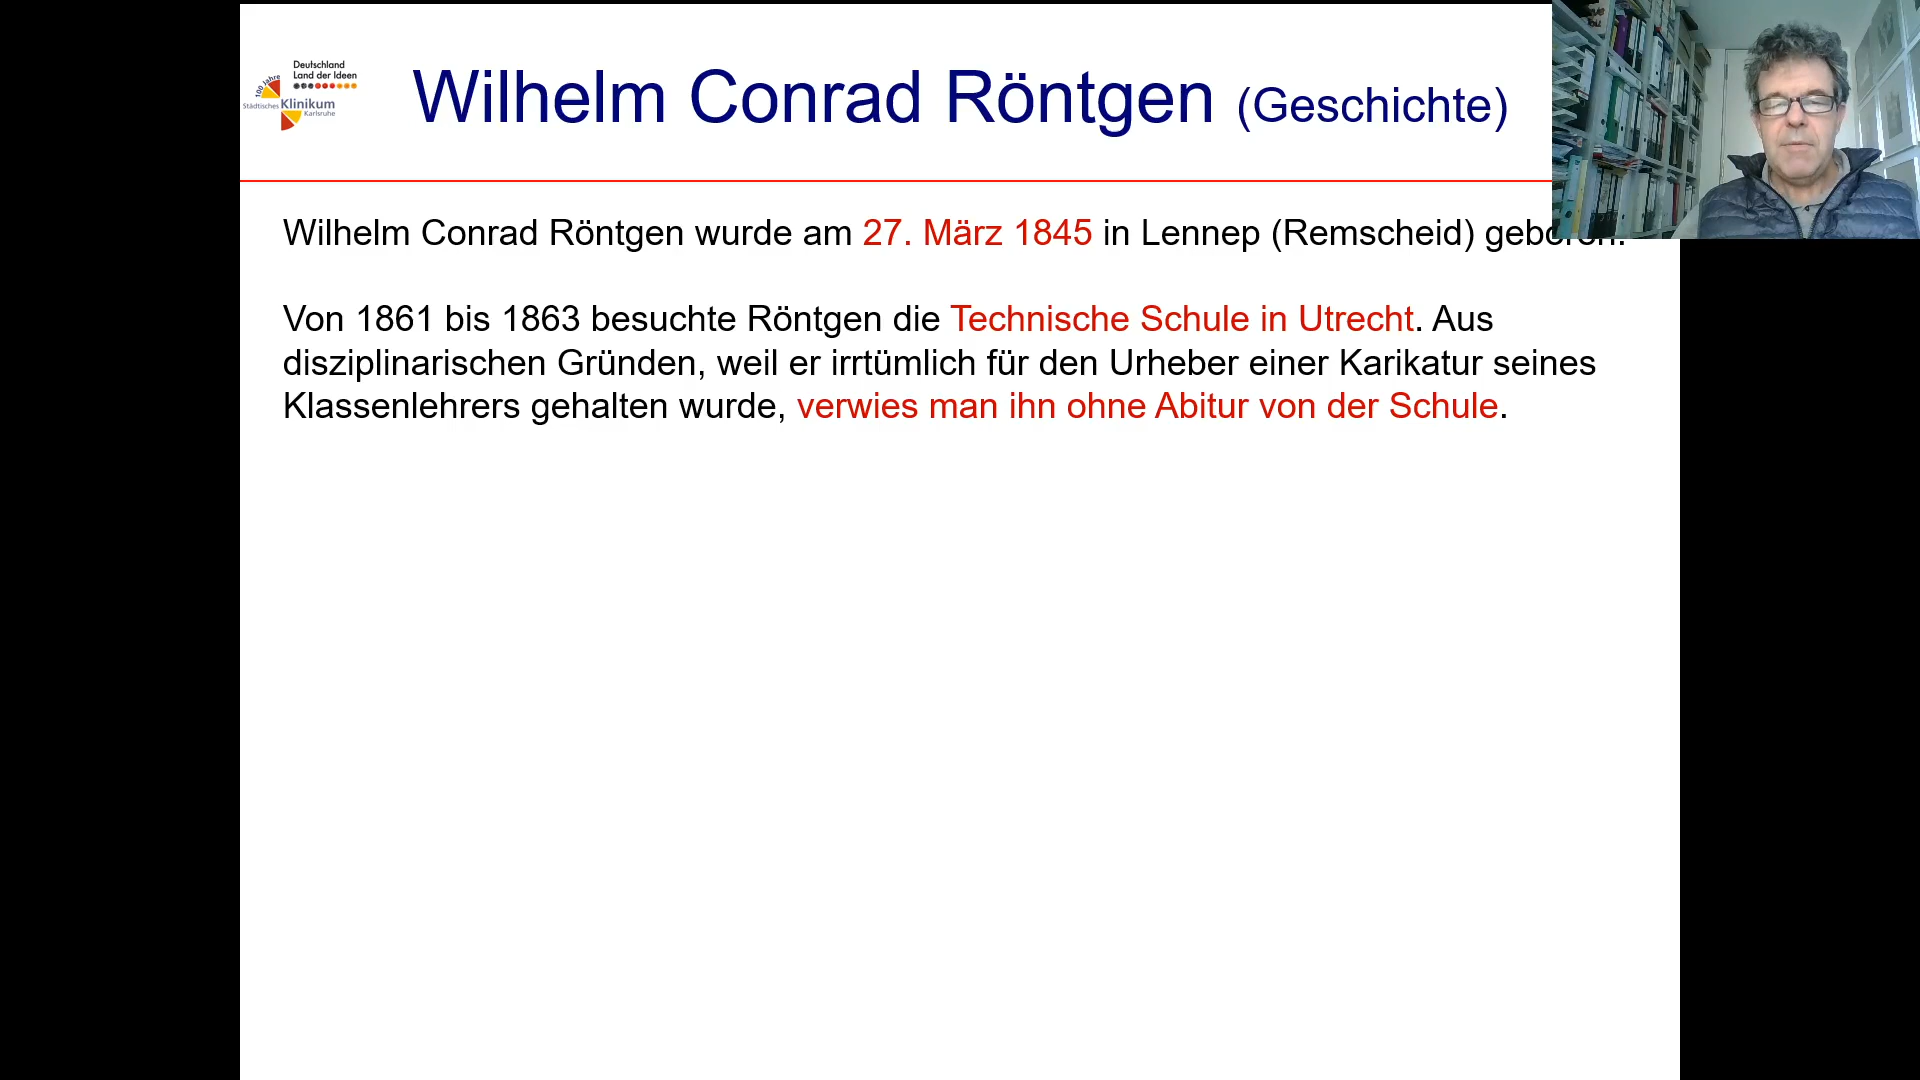 Deutschland
Land der Ideen
100 Jahre
Städtisches Klinikum
Karlsruhe
Wilhelm Conrad Röntgen (Geschichte)
Wilhelm Conrad Röntgen wurde am 27. März 1845 in Lennep (Remscheid) geboren.
Von 1861 bis 1863 besuchte Röntgen die Technische Schule in Utrecht. Aus
disziplinarischen Gründen, weil er irrtümlich für den Urheber einer Karikatur seines
Klassenlehrers gehalten wurde, verwies man ihn ohne Abitur von der Schule.